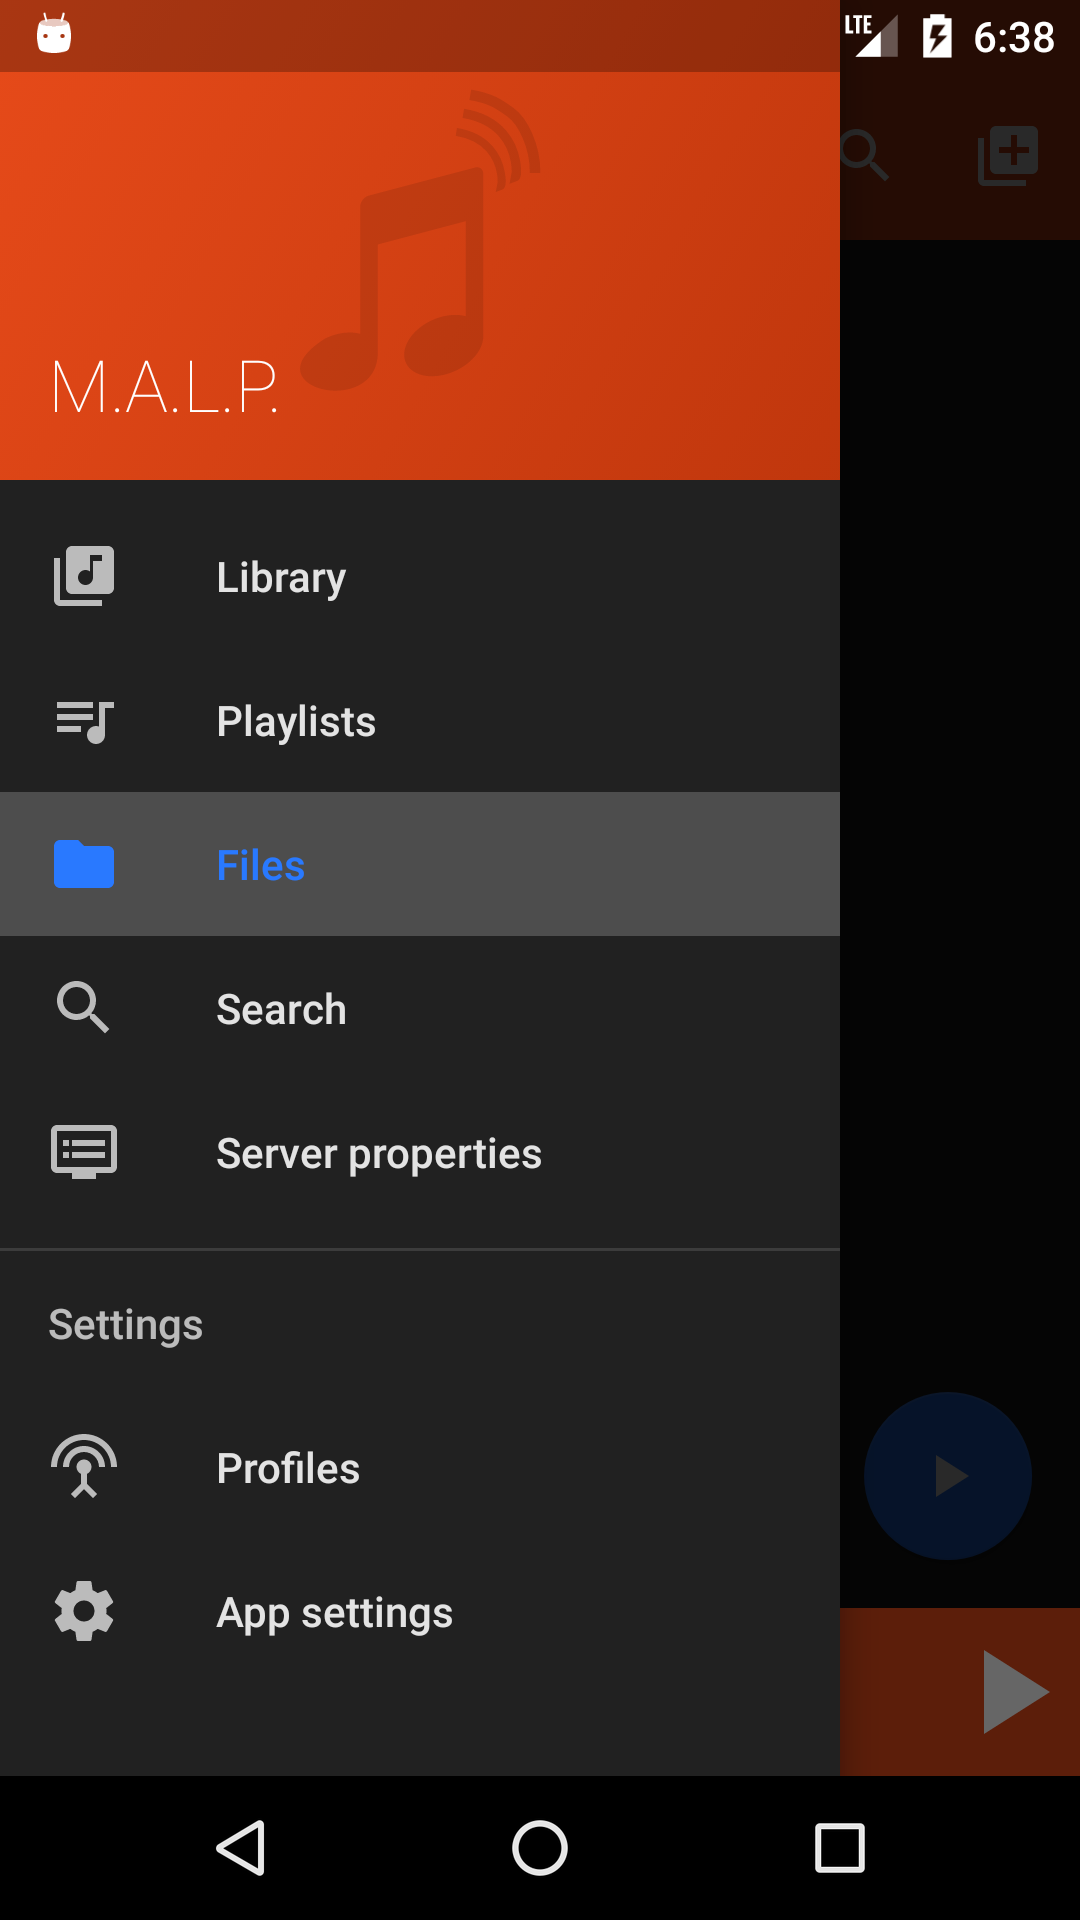 LTE
6:38
M.A.L.P.
Library
Playlists
Files
Search
Server properties
Settings
Profiles
App settings